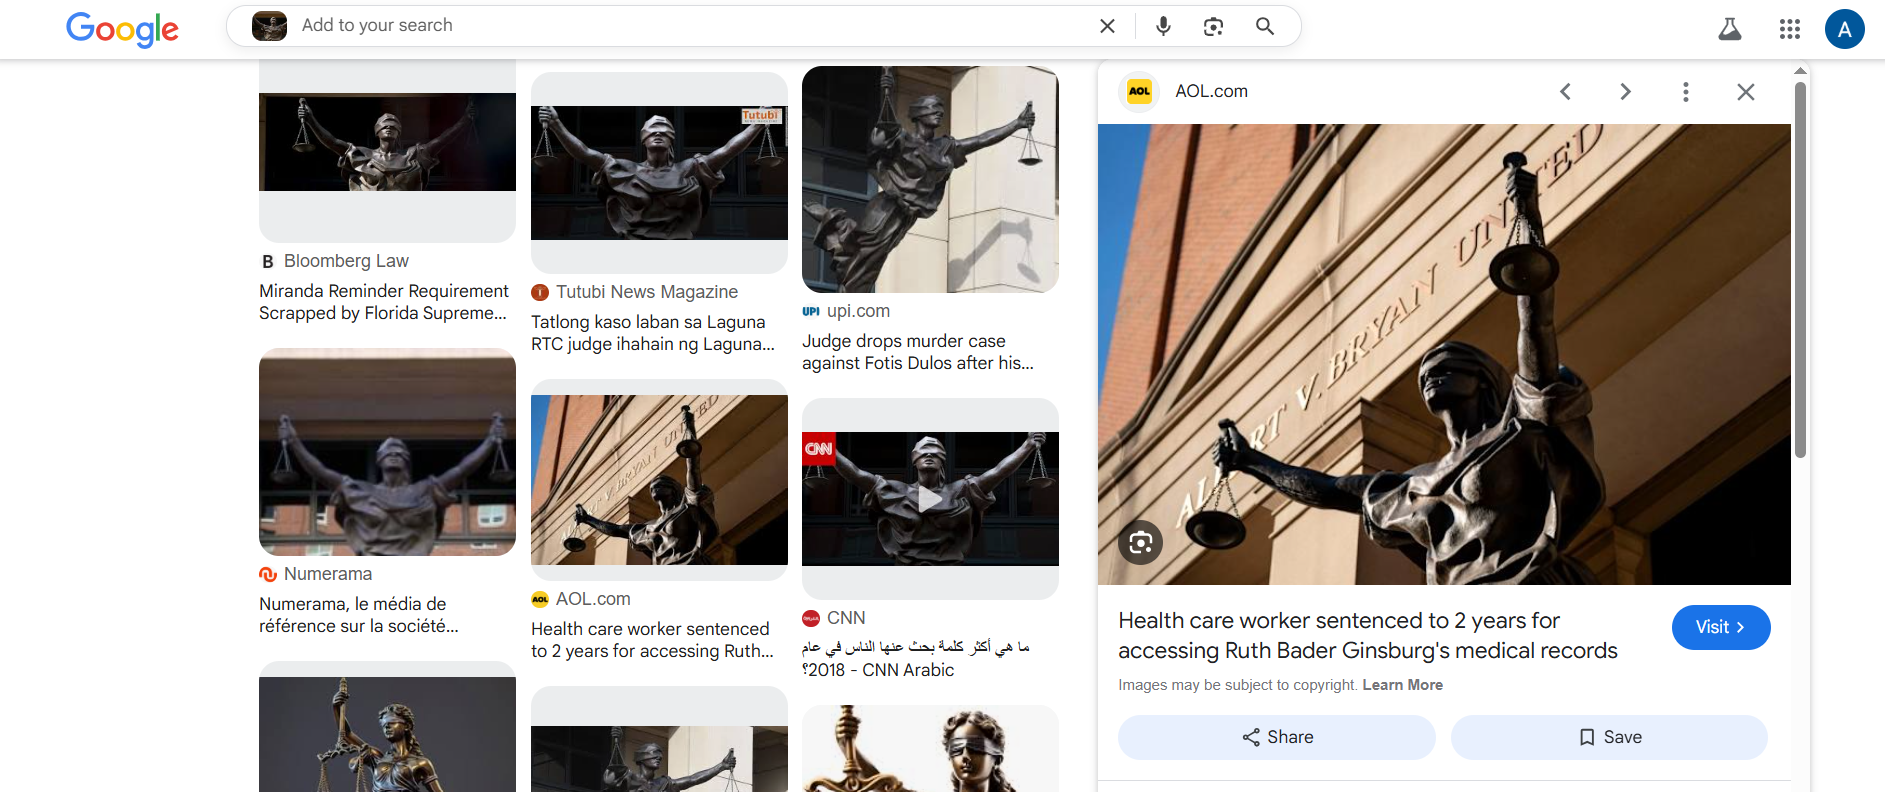 Google
Add to your search
A
Bloomberg Law
Miranda Reminder Requirement
Scrapped by Florida Supreme...
Numerama
Numerama, le média de
référence sur la société...
Tutubi
Tutubi News Magazine
Tatlong kaso laban sa Laguna
RTC judge ihahain ng Laguna...
AOL.com
Health care worker sentenced
to 2 years for accessing Ruth...
UPI
upi.com
Judge drops murder case
against Fotis Dulos after his...
CNN
CNN
ما هي أكثر كلمة بحث عنها الناس في عام
2018؟ - CNN Arabic
AOL
AOL.com
ALBERT V. BRYAN UNITED
Health care worker sentenced to 2 years for
accessing Ruth Bader Ginsburg's medical records
Visit
Images may be subject to copyright. Learn More
Share
Save